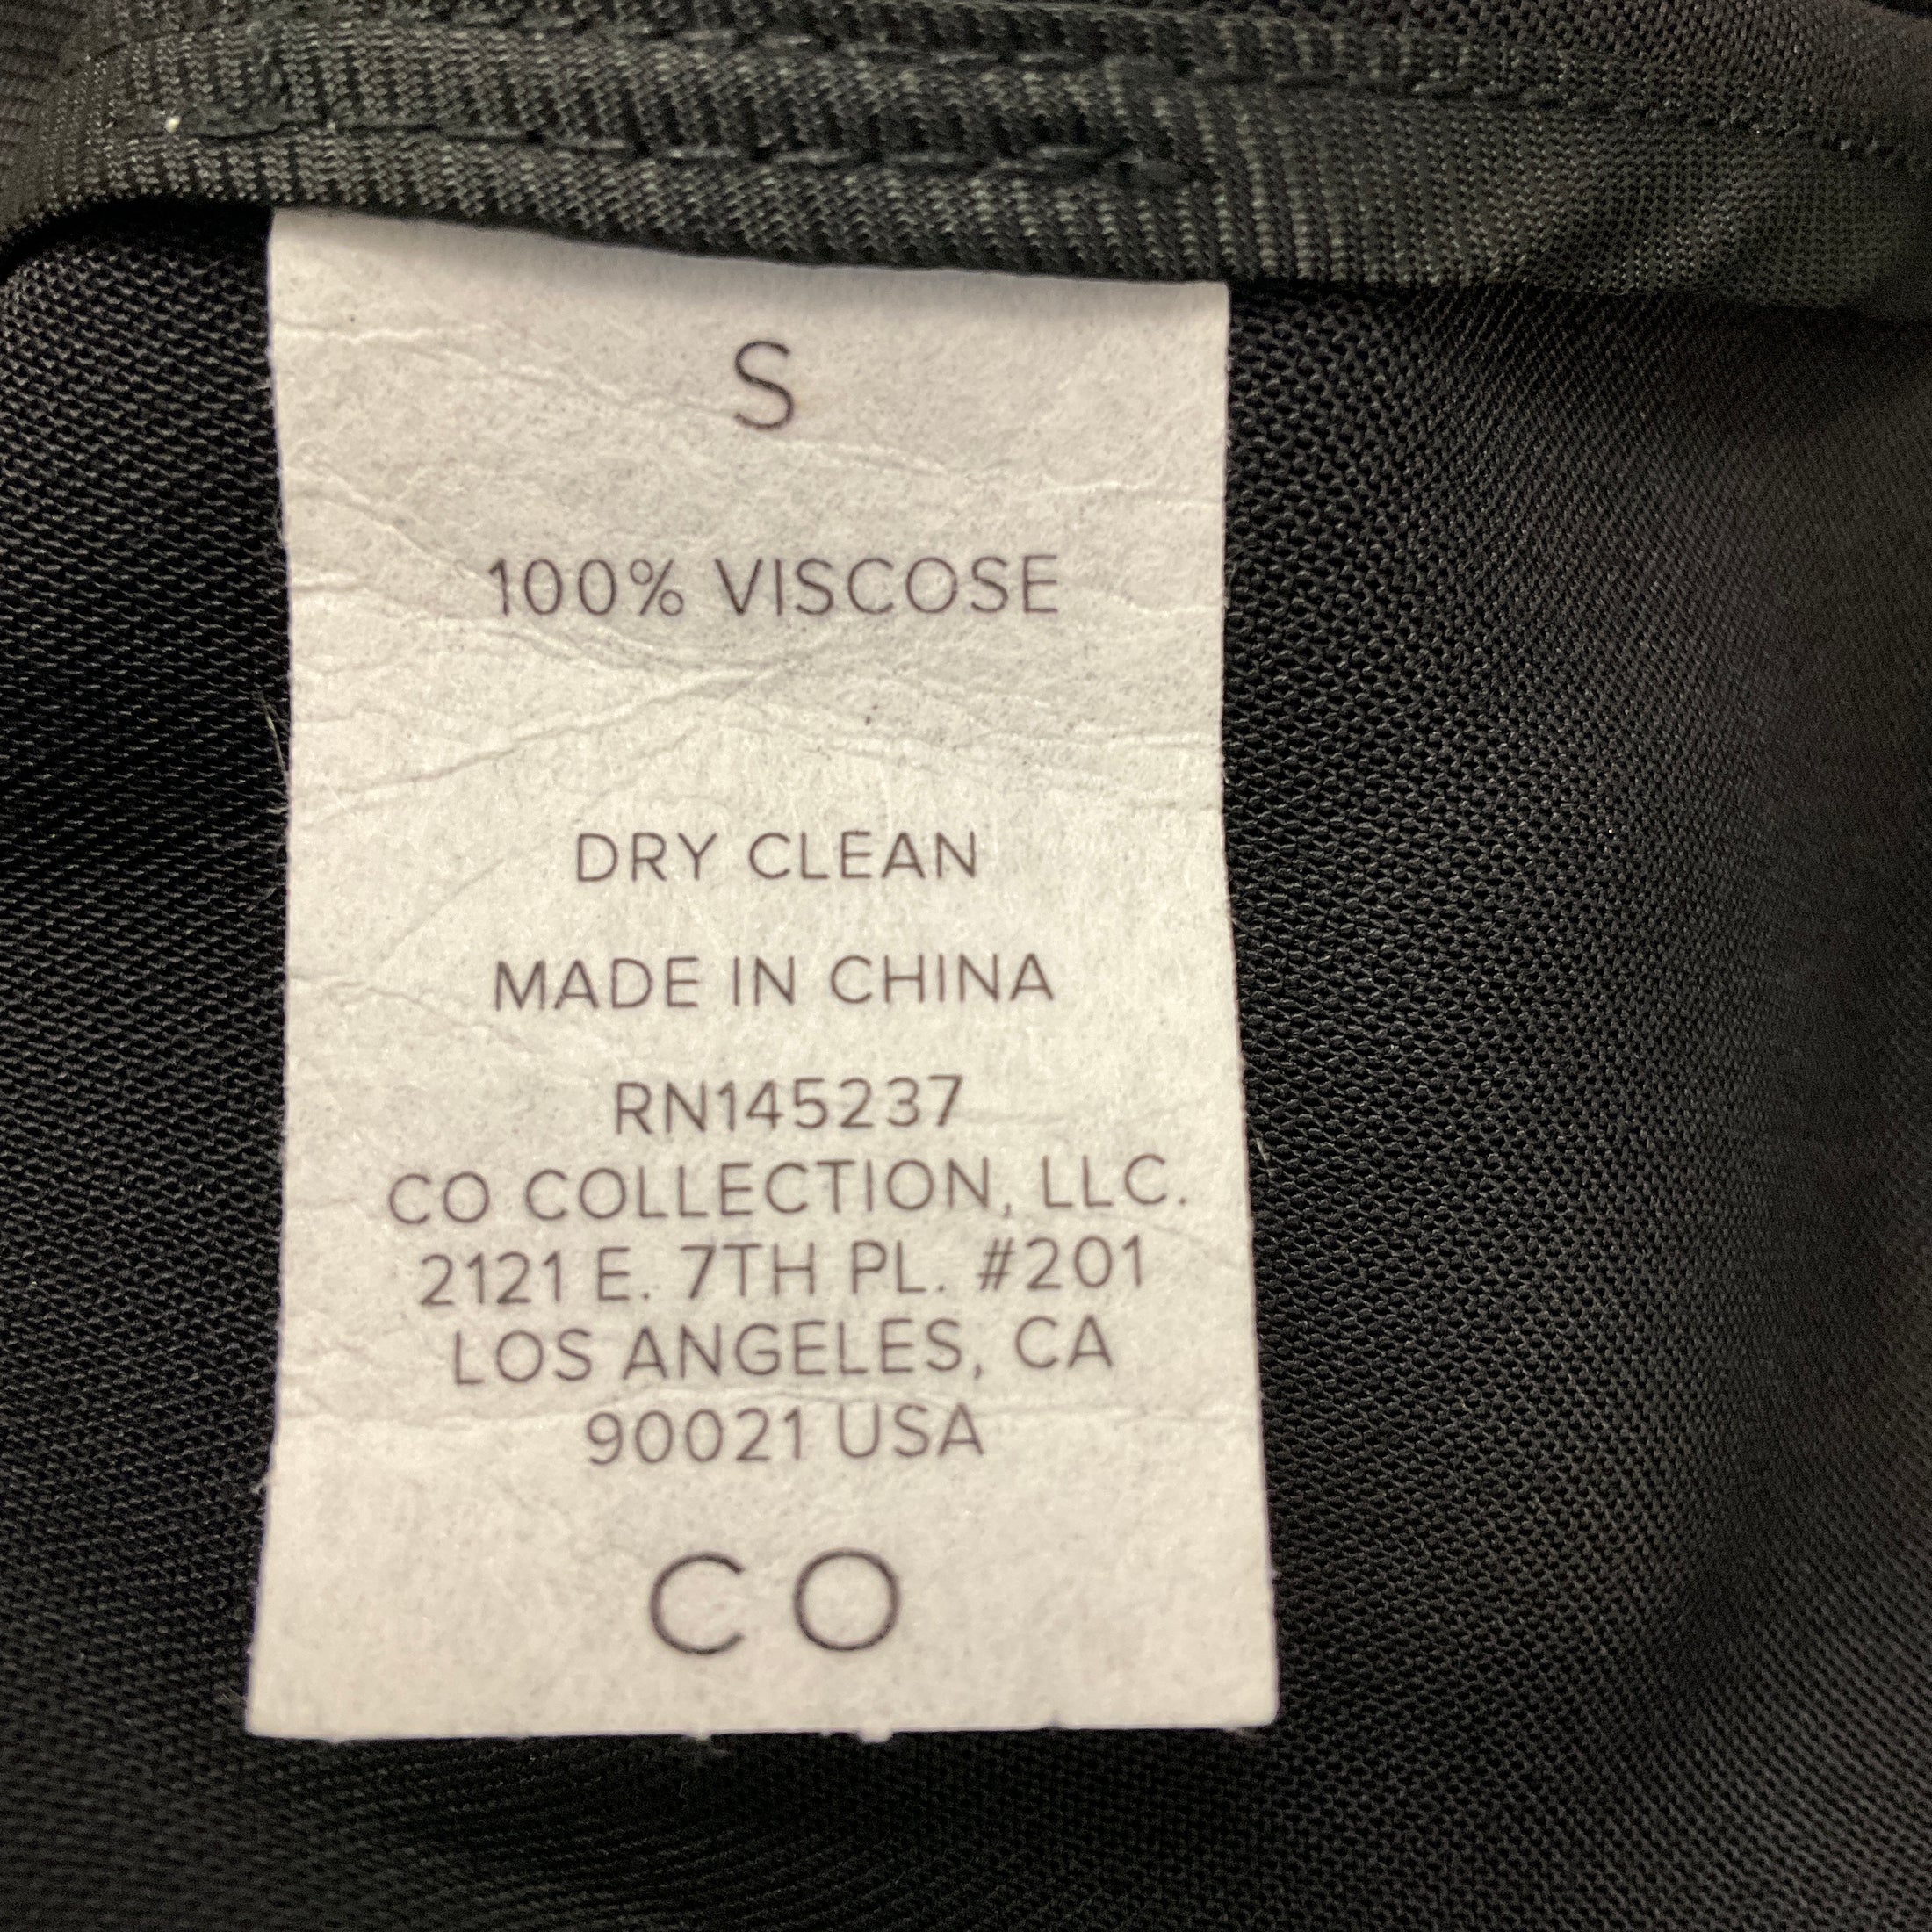 S
100% VISCOSE
DRY CLEAN
MADE IN CHINA
RN145237
CO COLLECTION, LLC.
2121 E. 7TH PL. #201
LOS ANGELES, CA
90021 USA
CO